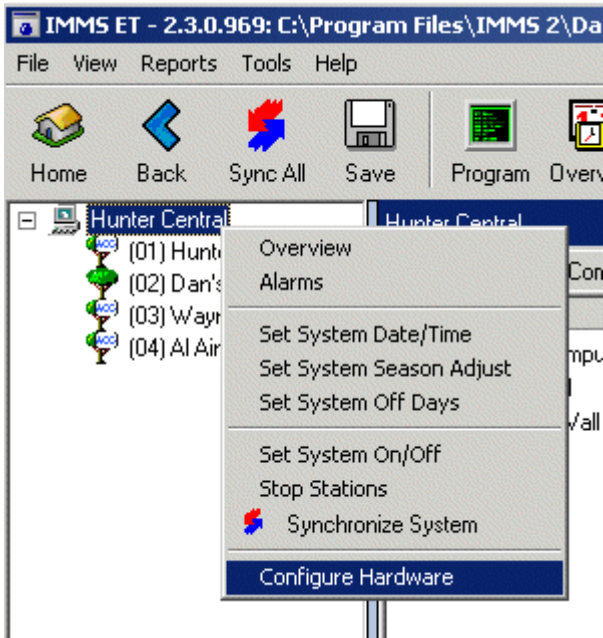 IMMS ET - 2.3.0.969: C:\Program Files\IMMS 2\Da
File View Reports Tools Help
Home Back Sync All Save Program Overv
Hunter Central
Hunter Central
(01) Hunt
(02) Dan's
(03) Wayn
(04) Al Air
Overview
Alarms
Set System Date/Time
Set System Season Adjust
Set System Off Days
Set System On/Off
Stop Stations
Synchronize System
Configure Hardware